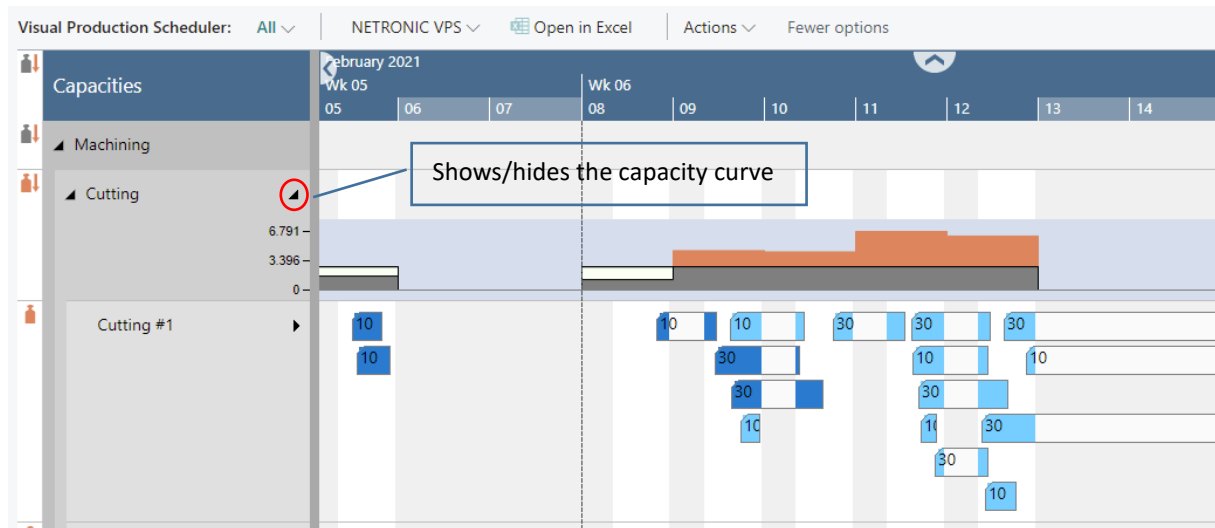 Visual Production Scheduler: All NETRONIC VPS Open in Excel Actions Fewer options
February 2021
Capacities
Wk 05 Wk 06
05 06 07 08 09 10 11 12 13 14
Machining
Shows/hides the capacity curve
Cutting
6.791
3.396
0
Cutting #1
10 10 10 30 30 30
10 30 10 10
30 30
10 10 30
30
10